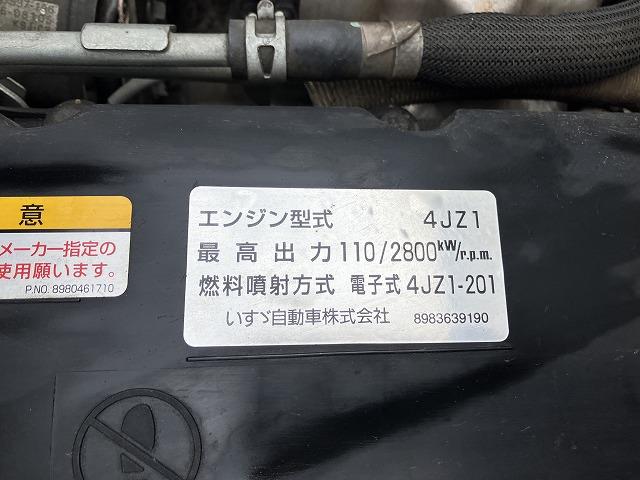 意
メーカー指定の
使用願います。
P.NO. 8980461710
エンジン型式 4JZ1
最高出力 110/2800kW/r.p.m.
燃料噴射方式 電子式 4JZ1-201
いすゞ自動車株式会社 8983639190